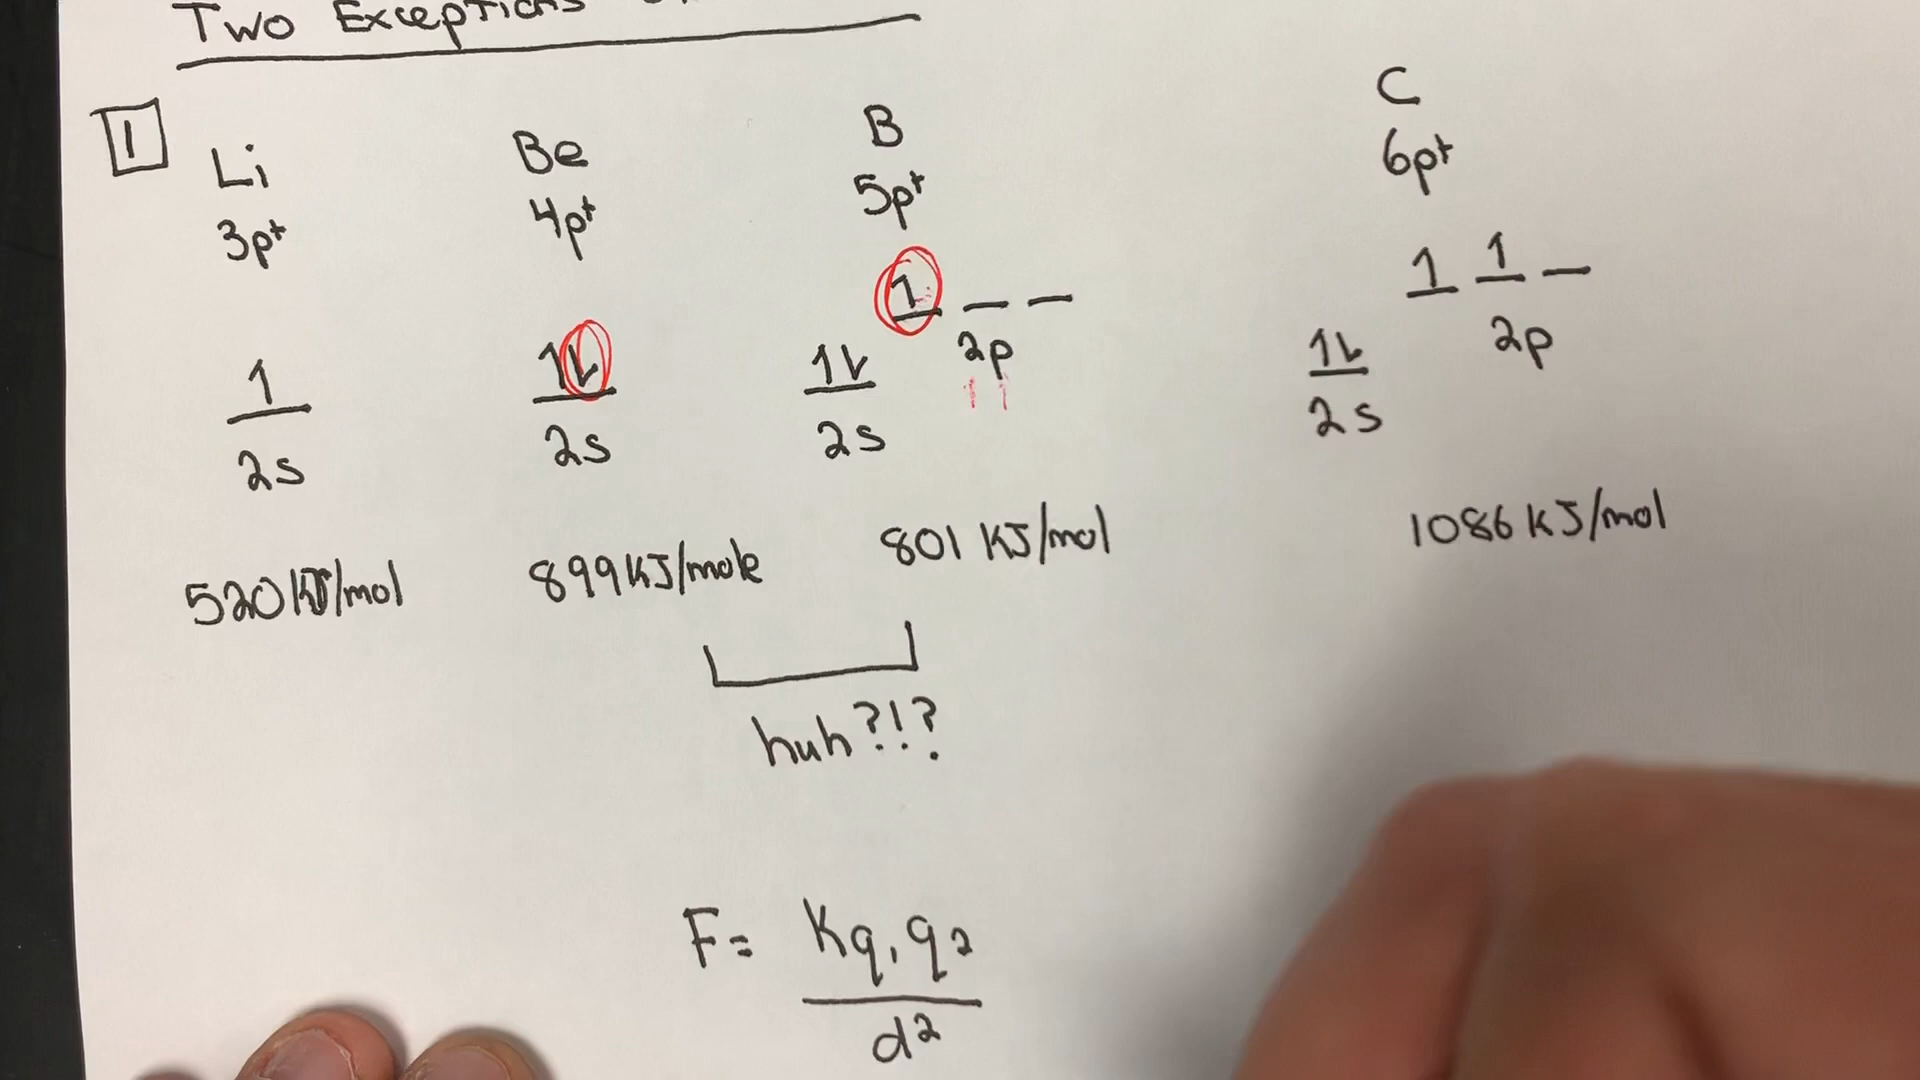 Two Exceptions
1
Li Be B C
3p+ 4p+ 5p+ 6p+
1 1 1
1 1↓ 1↓ 2p 1↓ 2p
2s 2s 2s 2s
520 KJ/mol 899 KJ/mole 801 KJ/mol 1086 KJ/mol
huh?!?
F= Kq1q2
d2